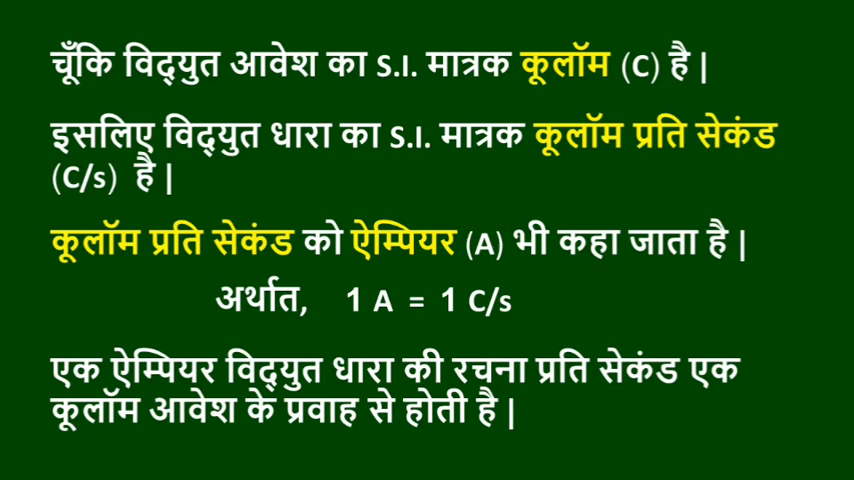 चूँकि विद्युत आवेश का S.I. मात्रक कूलॉम (C) है |
इसलिए विद्युत धारा का S.I. मात्रक कूलॉम प्रति सेकंड
(C/s) है |
कूलॉम प्रति सेकंड को ऐम्पियर (A) भी कहा जाता है |
अर्थात, 1 A = 1 C/s
एक ऐम्पियर विद्युत धारा की रचना प्रति सेकंड एक
कूलॉम आवेश के प्रवाह से होती है |